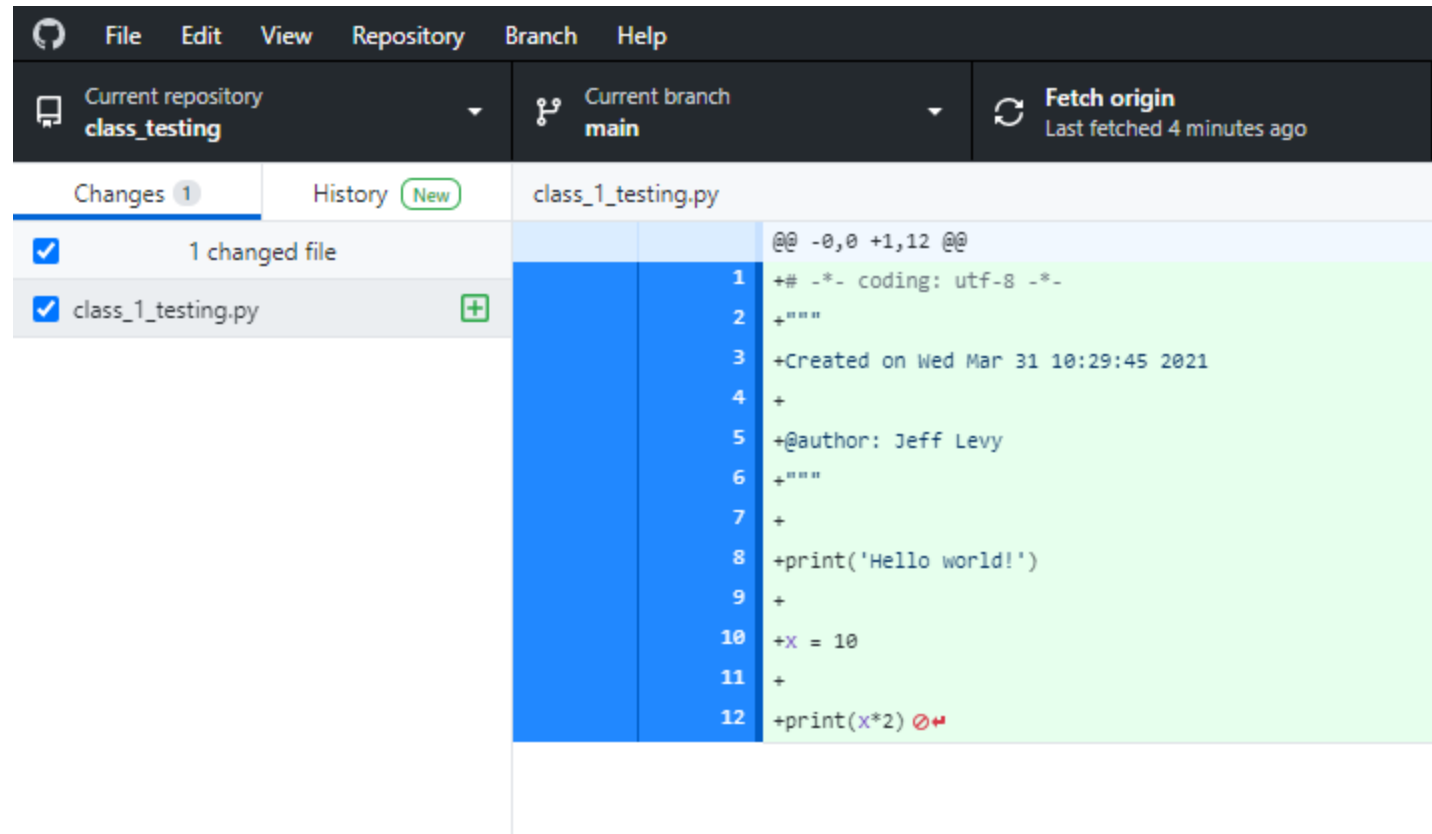 File Edit View Repository Branch Help
Current repository
class_testing
Current branch
main
Fetch origin
Last fetched 4 minutes ago
Changes 1
History New
class_1_testing.py
1 changed file
class_1_testing.py
@@ -0,0 +1,12 @@
1 +# -*- coding: utf-8 -*-
2 +"""
3 +Created on Wed Mar 31 10:29:45 2021
4 +
5 +@author: Jeff Levy
6 +"""
7 +
8 +print('Hello world!')
9 +
10 +x = 10
11 +
12 +print(x*2)